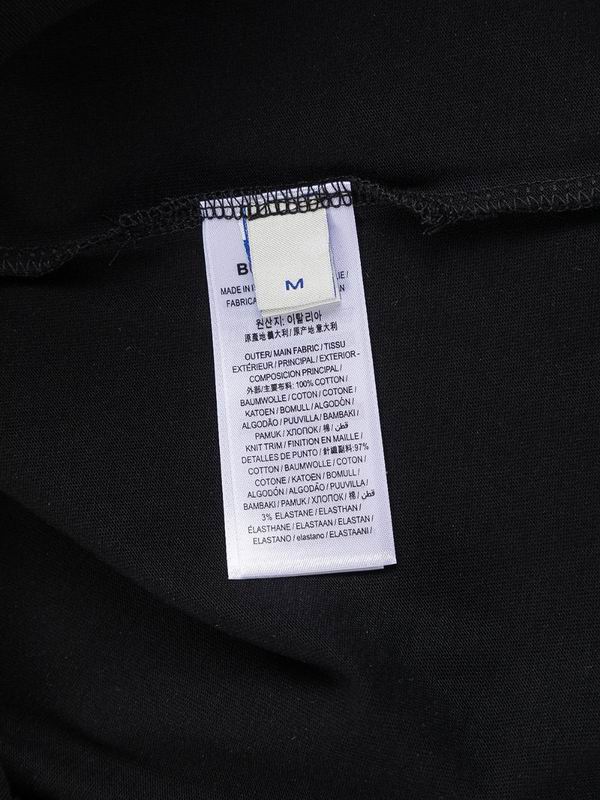 M
MADE IN
FABRICA
원산지: 이탈리아
原產地 義大利 / 原产地 意大利
OUTER/ MAIN FABRIC / TISSU
EXTÉRIEUR / PRINCIPAL / EXTERIOR -
COMPOSICION PRINCIPAL /
外部/主要布料: 100% COTTON /
BAUMWOLLE / COTON / COTONE /
KATOEN / BOMULL / ALGODÓN /
ALGODÃO / PUUVILLA / BAMBAKI /
PAMUK / ХЛОПОК / 棉 / قطن /
KNIT TRIM / FINITION EN MAILLE /
DETALLES DE PUNTO / 針織副料:97%
COTTON / BAUMWOLLE / COTON /
COTONE / KATOEN / BOMULL /
ALGODÓN / ALGODÃO / PUUVILLA /
BAMBAKI / PAMUK / ХЛОПОК / 棉 / قطن /
3% ELASTANE / ELASTHAN /
ÉLASTHANE / ELASTAAN / ELASTAN /
ELASTANO / elastano / ELASTAANI /